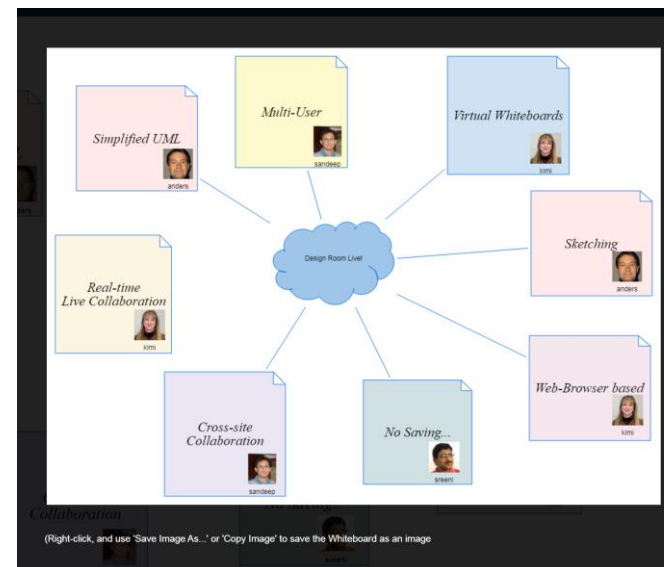 Multi-User
sandeep
Virtual Whiteboards
kimi
Simplified UML
anders
Design Room Live!
Sketching
anders
Real-time
Live Collaboration
kimi
Web-Browser based
kimi
Cross-site
Collaboration
sandeep
No Saving...
sreeni
Collaboration
No Saving...
(Right-click, and use 'Save Image As...' or 'Copy Image' to save the Whiteboard as an image